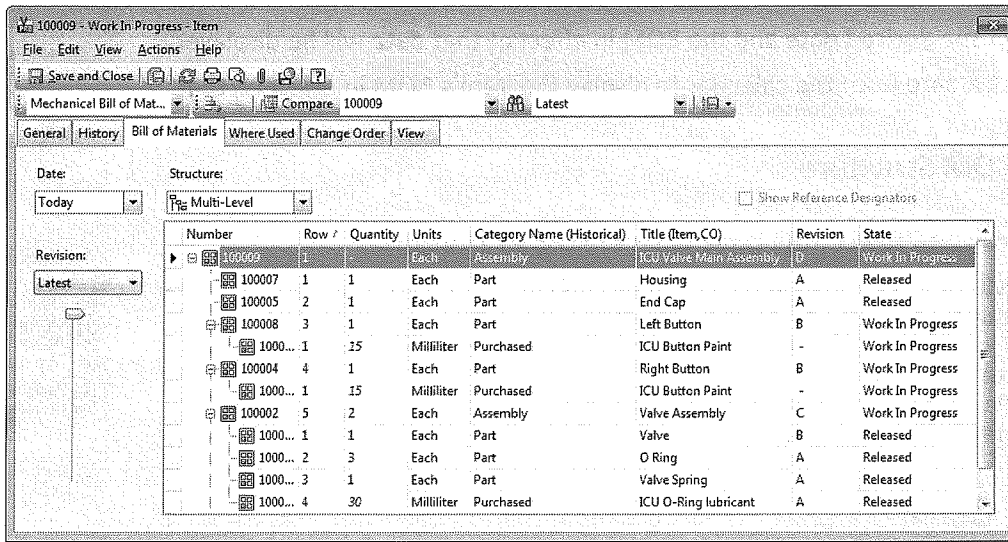 100009 - Work In Progress - Item
File Edit View Actions Help
Save and Close
Mechanical Bill of Mat... Compare 100009 Latest
General History Bill of Materials Where Used Change Order View
Date: Structure:
Today Multi-Level Show Reference Designators
Revision:
Latest
Number Row Quantity Units Category Name (Historical) Title (Item,CO) Revision State
100009 1 - Each Assembly ICU Valve Main Assembly D Work In Progress
100007 1 1 Each Part Housing A Released
100005 2 1 Each Part End Cap A Released
100008 3 1 Each Part Left Button B Work In Progress
1000... 1 15 Milliliter Purchased ICU Button Paint - Work In Progress
100004 4 1 Each Part Right Button B Work In Progress
1000... 1 15 Milliliter Purchased ICU Button Paint - Work In Progress
100002 5 2 Each Assembly Valve Assembly C Work In Progress
1000... 1 1 Each Part Valve B Released
1000... 2 3 Each Part O Ring A Released
1000... 3 1 Each Part Valve Spring A Released
1000... 4 30 Milliliter Purchased ICU O-Ring lubricant A Released